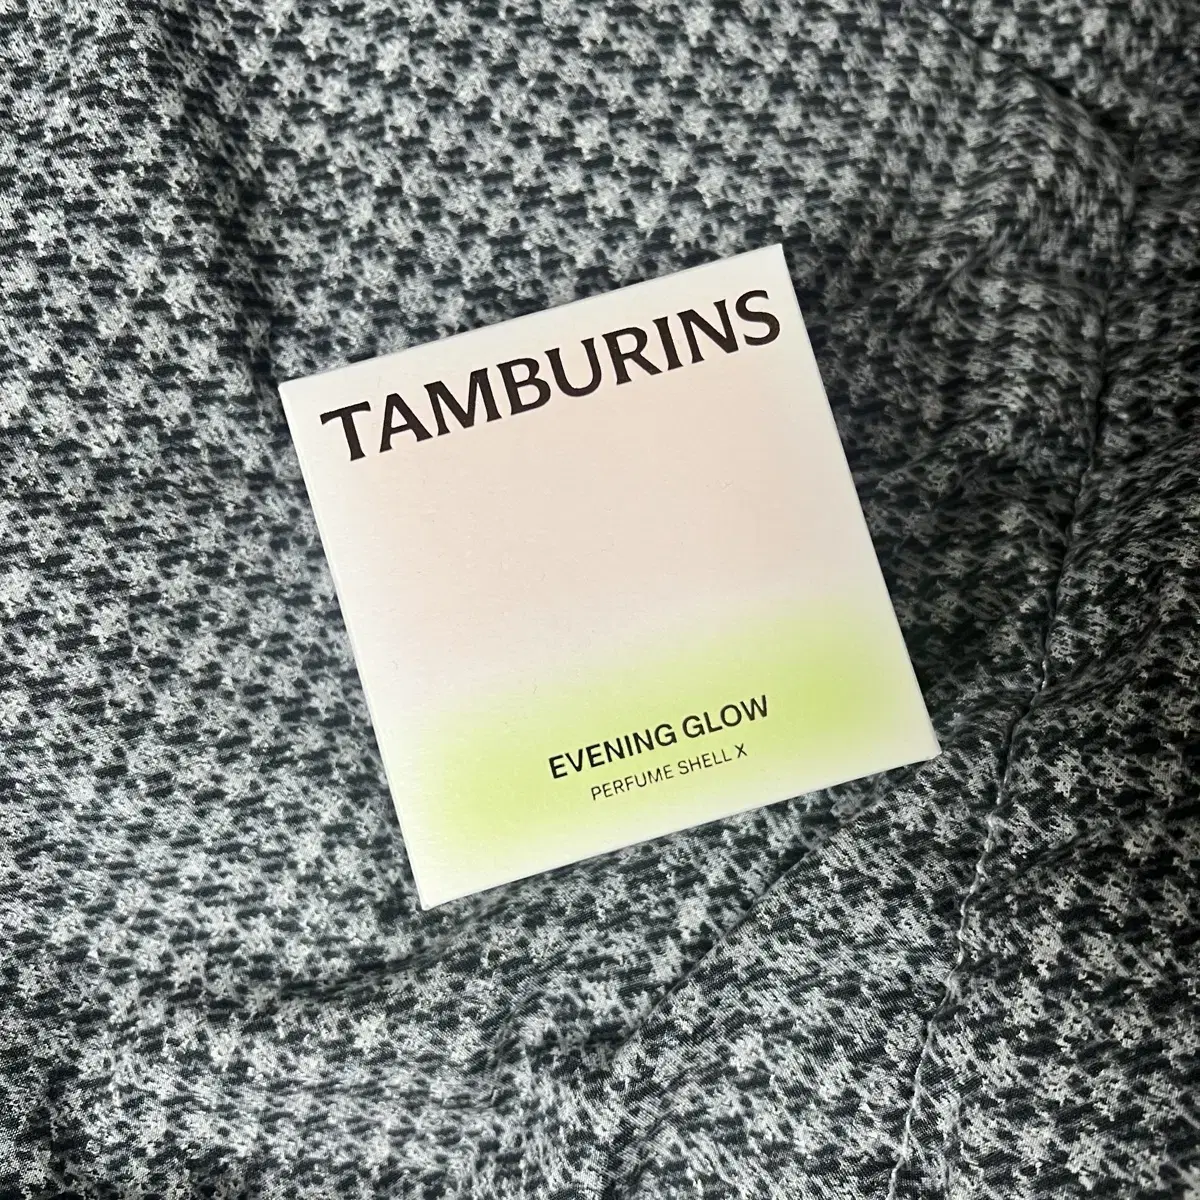 TAMBURINS
EVENING GLOW
PERFUME SHELL X